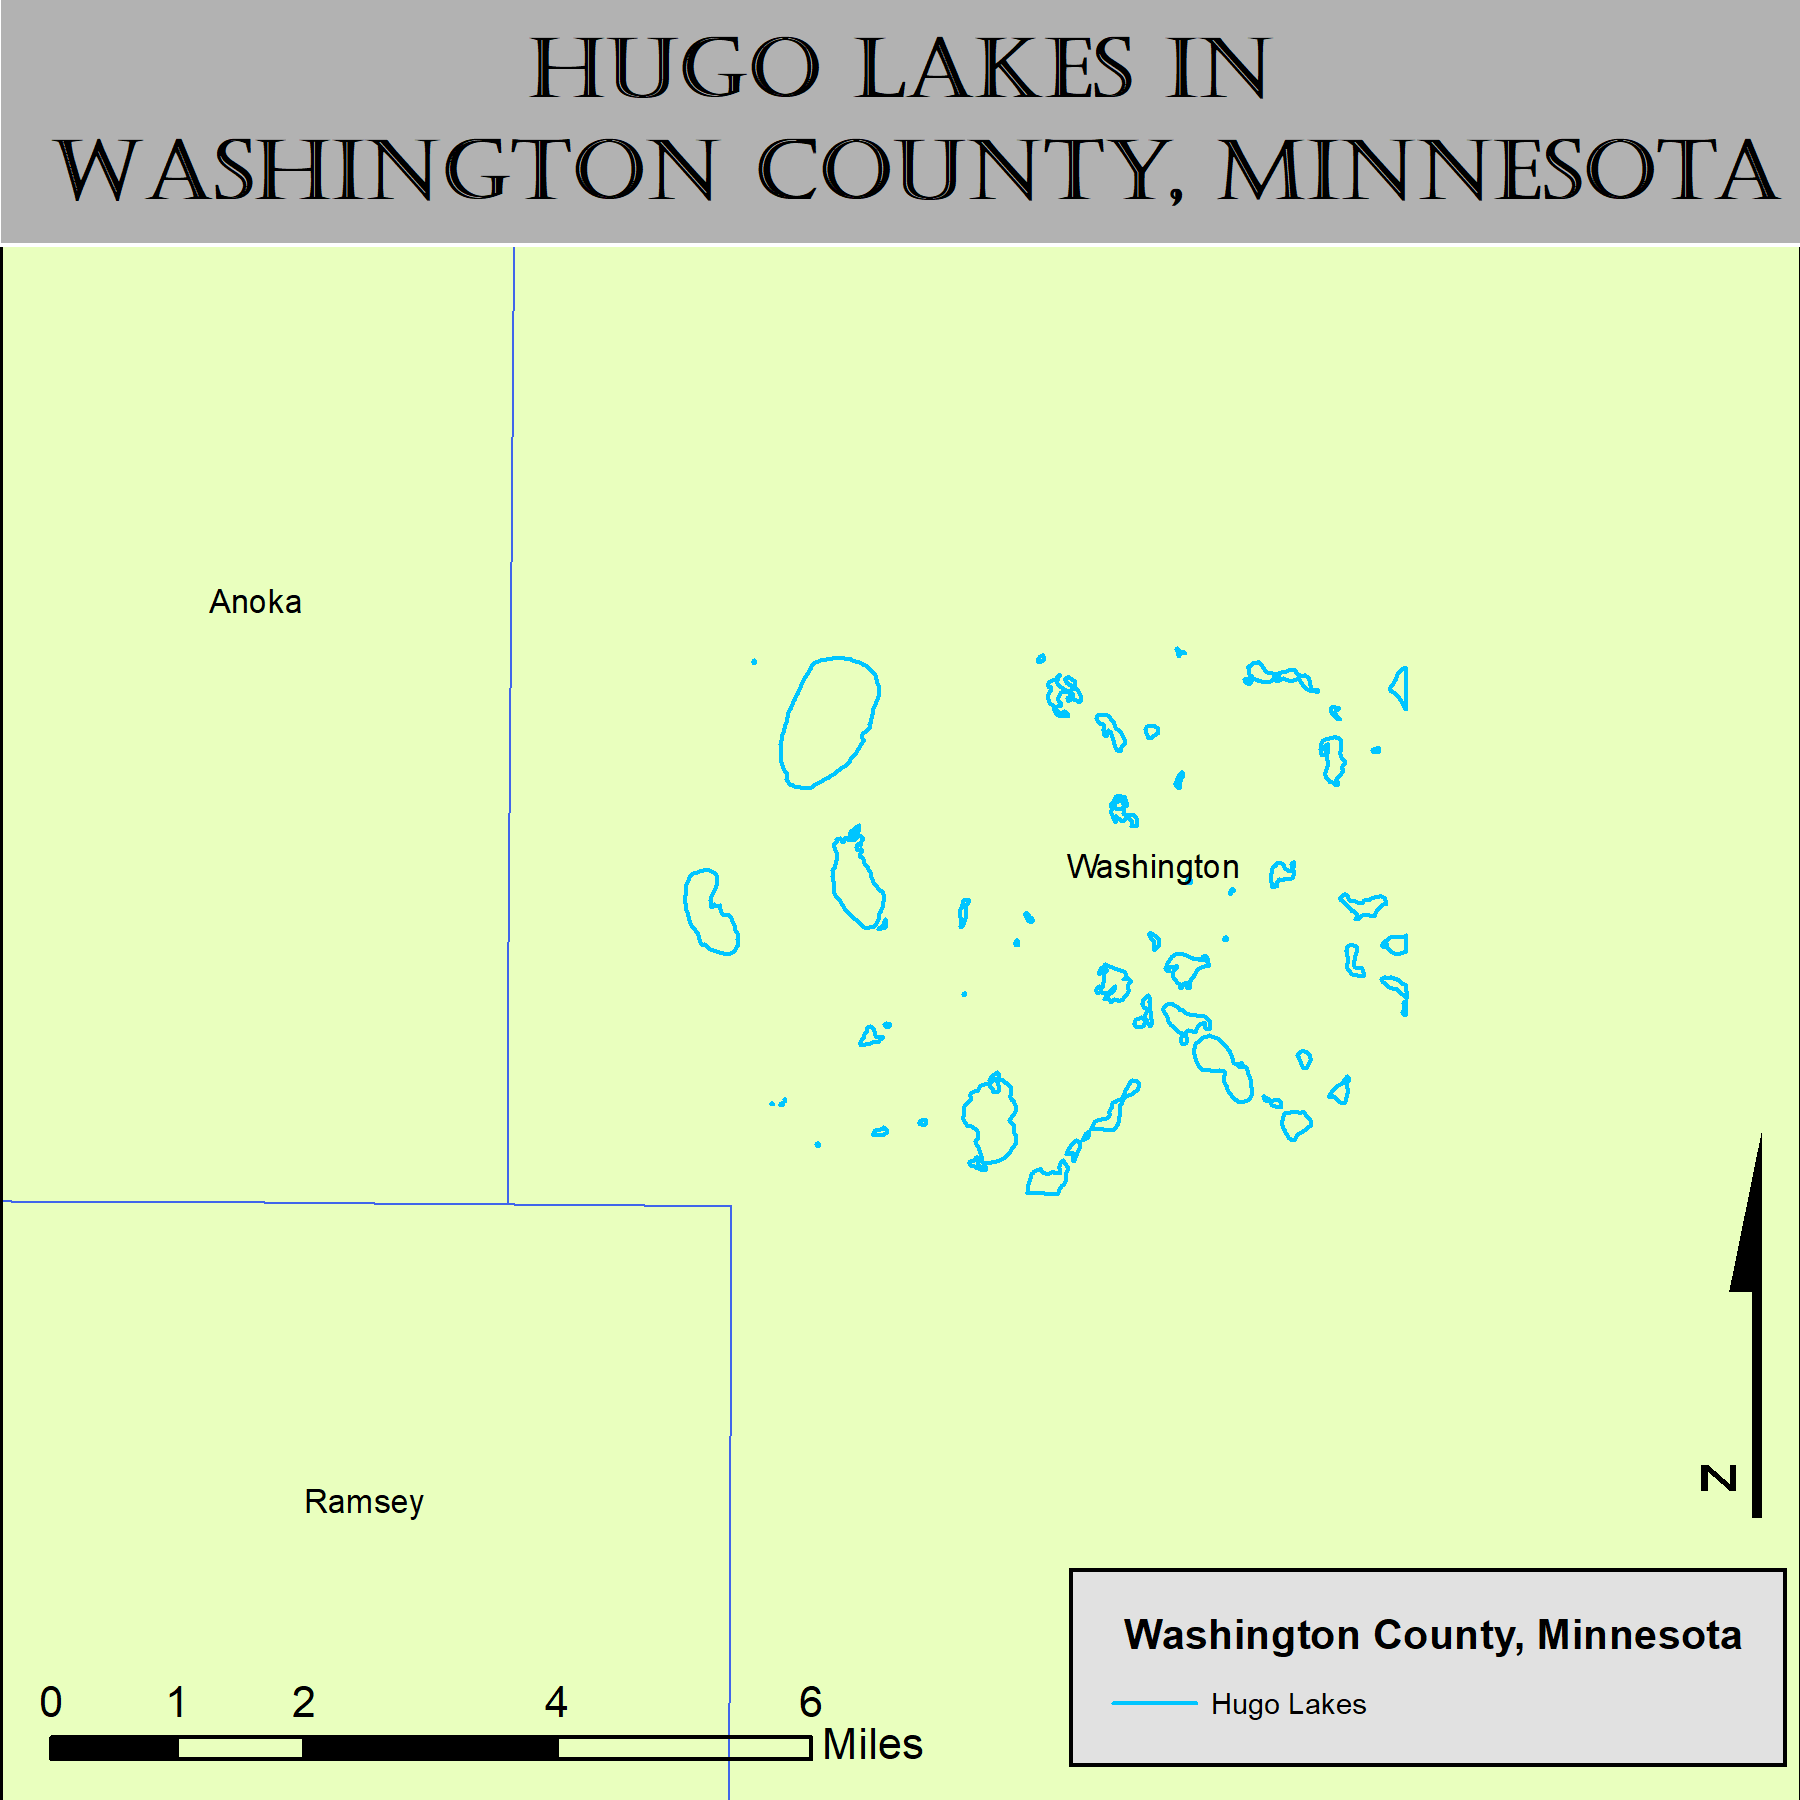 HUGO LAKES IN
WASHINGTON COUNTY, MINNESOTA
Anoka
Washington
Ramsey
N
Washington County, Minnesota
Hugo Lakes
0 1 2 4 6
Miles